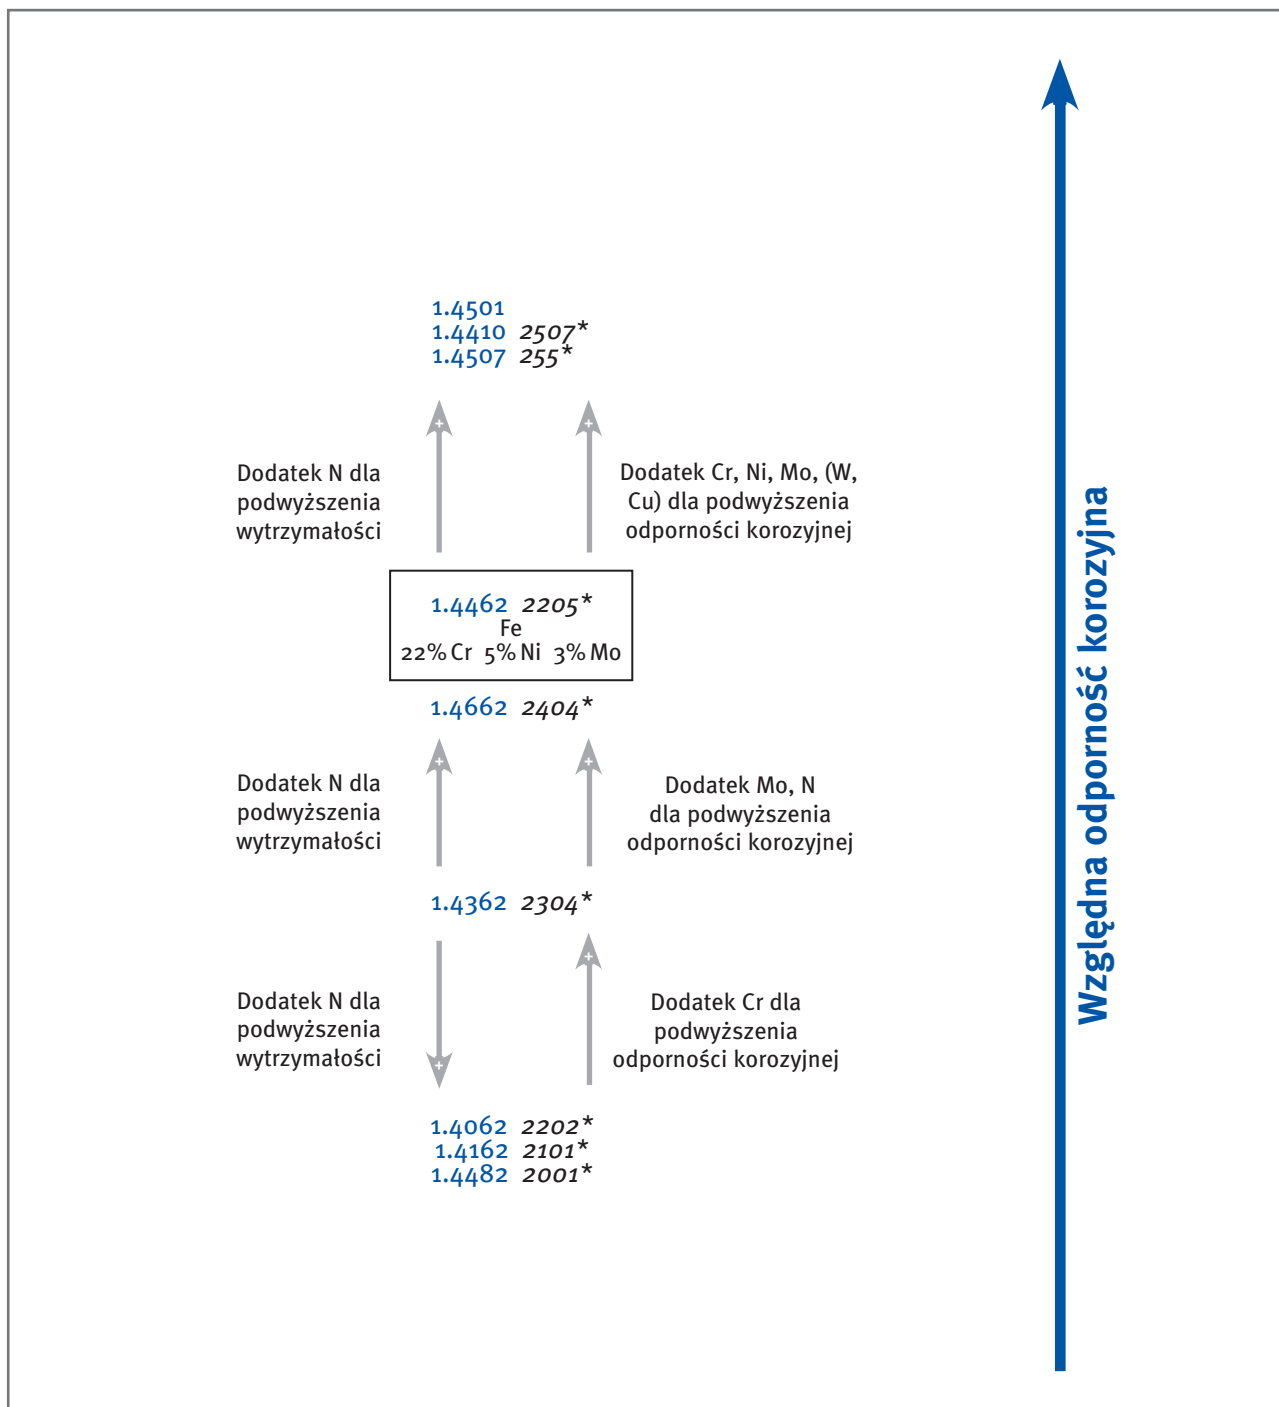 1.4501
1.4410 2507*
1.4507 255*
Dodatek N dla
podwyższenia
wytrzymałości
Dodatek Cr, Ni, Mo, (W,
Cu) dla podwyższenia
odporności korozyjnej
1.4462 2205*
Fe
22% Cr 5% Ni 3% Mo
1.4662 2404*
Dodatek N dla
podwyższenia
wytrzymałości
Dodatek Mo, N
dla podwyższenia
odporności korozyjnej
1.4362 2304*
Dodatek N dla
podwyższenia
wytrzymałości
Dodatek Cr dla
podwyższenia
odporności korozyjnej
1.4062 2202*
1.4162 2101*
1.4482 2001*
Względna odporność korozyjna